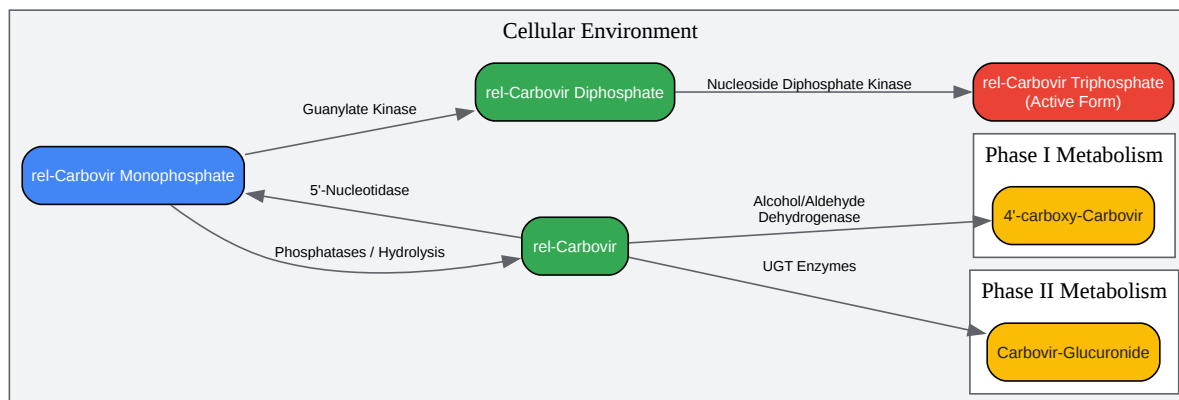 Cellular Environment
rel-Carbovir Monophosphate
Guanylate Kinase
rel-Carbovir Diphosphate
Nucleoside Diphosphate Kinase
rel-Carbovir Triphosphate
(Active Form)
5'-Nucleotidase
Phosphatases / Hydrolysis
rel-Carbovir
Alcohol/Aldehyde
Dehydrogenase
Phase I Metabolism
4'-carboxy-Carbovir
UGT Enzymes
Phase II Metabolism
Carbovir-Glucuronide